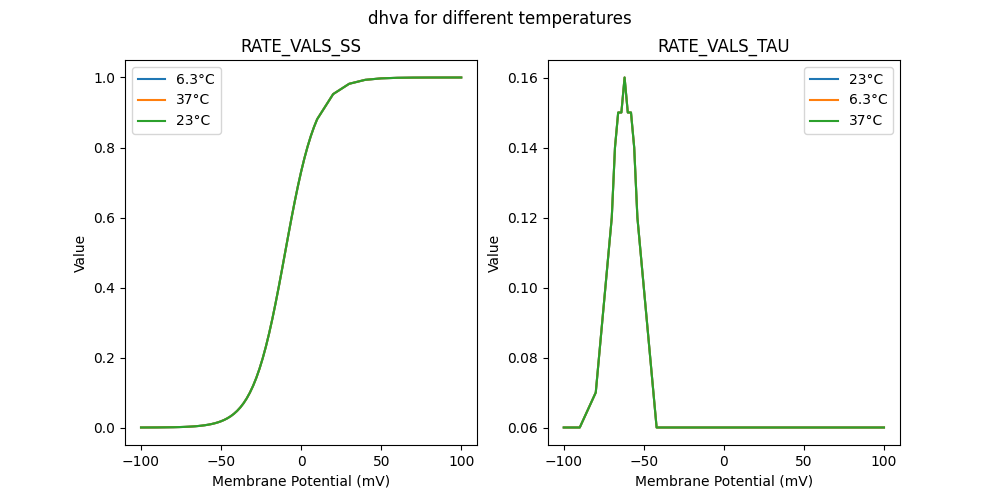 dhva for different temperatures
RATE_VALS_SS
6.3°C
37°C
23°C
1.0
0.8
0.6
0.4
0.2
0.0
Value
−100
−50
0
50
100
Membrane Potential (mV)
RATE_VALS_TAU
23°C
6.3°C
37°C
0.16
0.14
0.12
0.10
0.08
0.06
Value
−100
−50
0
50
100
Membrane Potential (mV)